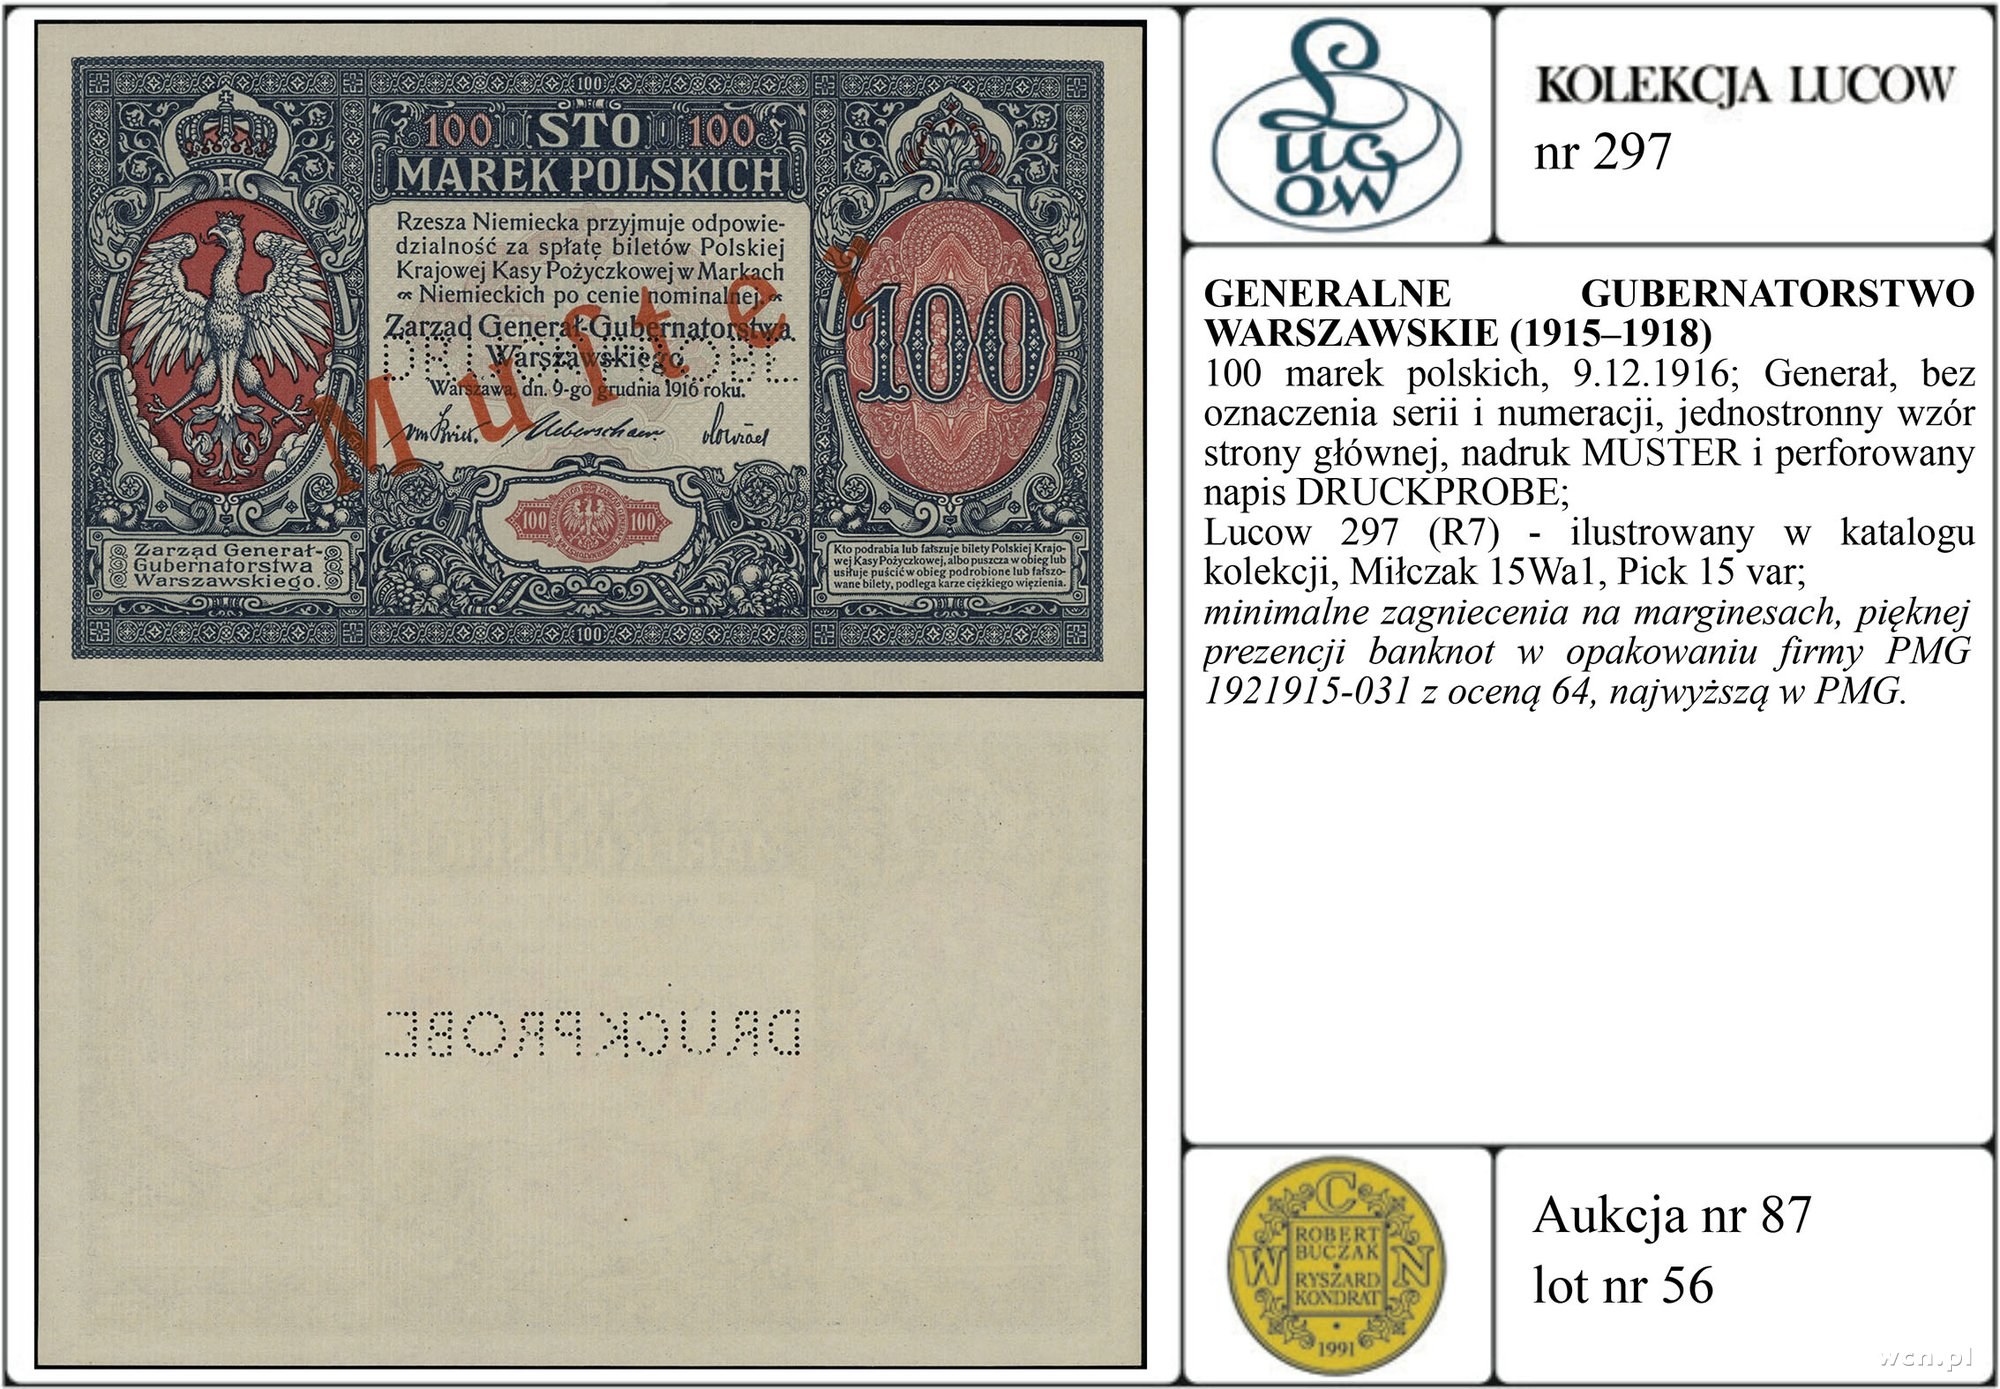 100
100 STO 100
MAREK POLSKICH
Rzesza Niemiecka przyjmuje odpowie-
dzialność za spłatę biletów Polskiej
Krajowej Kasy Pożyczkowej w Markach
Niemieckich po cenie nominalnej.
Zarząd Generał-Gubernatorstwa
Warszawskiego
Warszawa, dn. 9-go grudnia 1916 roku.
DRUCKPROBE
Muſter
100
100 100
Zarząd Generał-
Gubernatorstwa
Warszawskiego.
Kto podrabia lub fałszuje bilety Polskiej Krajo-
wej Kasy Pożyczkowej, albo puszcza w obieg lub
usiłuje puścić w obieg podrobione lub fałszo-
wane bilety, podlega karze ciężkiego więzienia.
100
DRUCKPROBE
Lucow
KOLEKCJA LUCOW
nr 297
GENERALNE GUBERNATORSTWO
WARSZAWSKIE (1915–1918)
100 marek polskich, 9.12.1916; Generał, bez
oznaczenia serii i numeracji, jednostronny wzór
strony głównej, nadruk MUSTER i perforowany
napis DRUCKPROBE;
Lucow 297 (R7) - ilustrowany w katalogu
kolekcji, Miłczak 15Wa1, Pick 15 var;
minimalne zagniecenia na marginesach, pięknej
prezencji banknot w opakowaniu firmy PMG
1921915-031 z oceną 64, najwyższą w PMG.
W C N
ROBERT
BUCZAK
RYSZARD
KONDRAT
1991
Aukcja nr 87
lot nr 56
wcn.pl